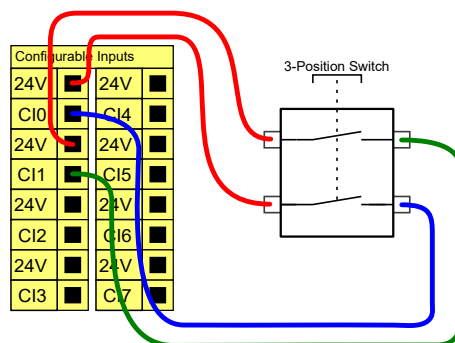 Configurable Inputs
24V 24V
CI0 CI4
24V 24V
CI1 CI5
24V 24V
CI2 CI6
24V 24V
CI3 CI7
3-Position Switch